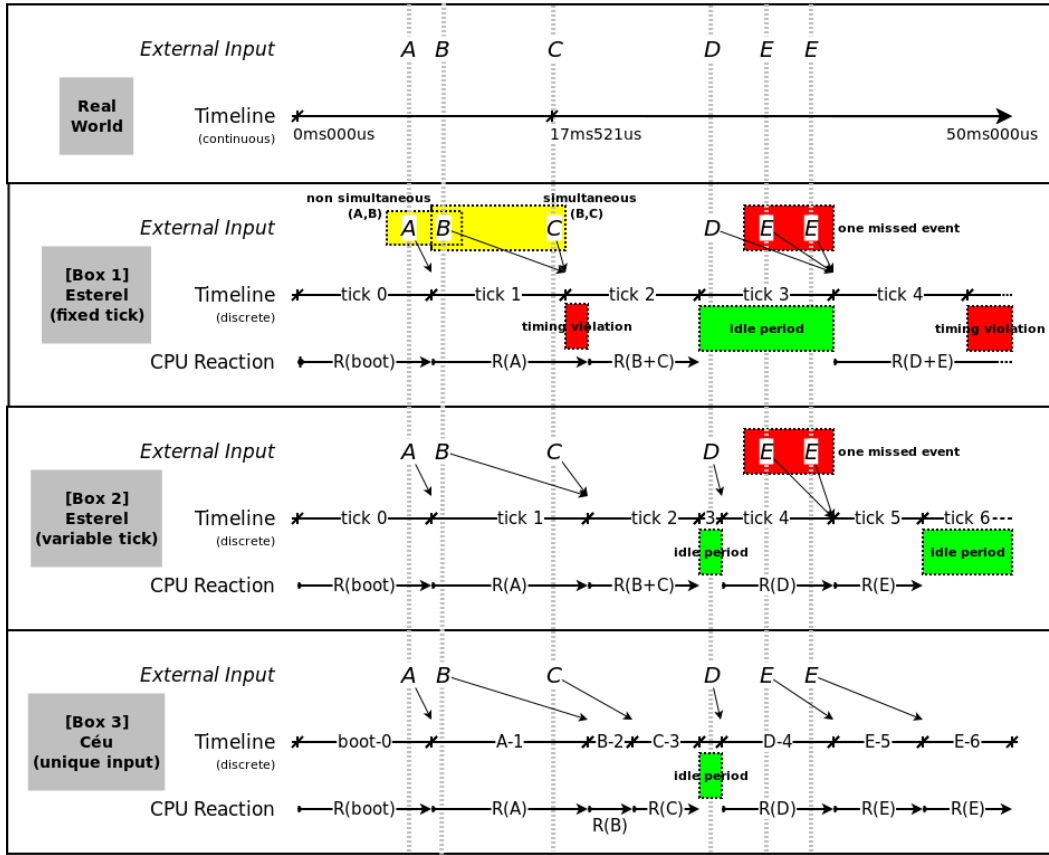 External Input A B C D E E
Real
World
Timeline
(continuous)
0ms000us 17ms521us 50ms000us
non simultaneous
(A,B)
simultaneous
(B,C)
External Input A B C D E E one missed event
[Box 1]
Esterel
(fixed tick)
Timeline tick 0 tick 1 tick 2 tick 3 tick 4
(discrete)
timing violation idle period timing violation
CPU Reaction R(boot) R(A) R(B+C) R(D+E)
External Input A B C D E E one missed event
[Box 2]
Esterel
(variable tick)
Timeline tick 0 tick 1 tick 2 3 tick 4 tick 5 tick 6
(discrete)
idle period idle period
CPU Reaction R(boot) R(A) R(B+C) R(D) R(E)
External Input A B C D E E
[Box 3]
Céu
(unique input)
Timeline boot-0 A-1 B-2 C-3 D-4 E-5 E-6
(discrete)
idle period
CPU Reaction R(boot) R(A) R(B) R(C) R(D) R(E) R(E)